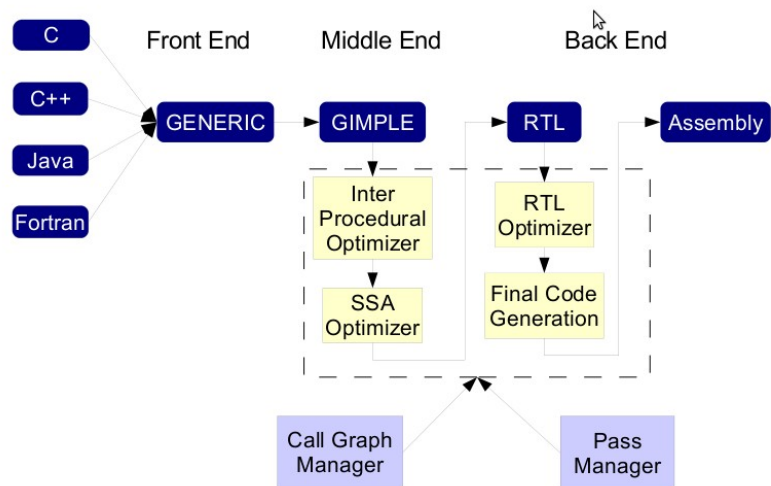 C
Front End
Middle End
Back End
C++
GENERIC
GIMPLE
RTL
Assembly
Java
Fortran
Inter
Procedural
Optimizer
RTL
Optimizer
SSA
Optimizer
Final Code
Generation
Call Graph
Manager
Pass
Manager